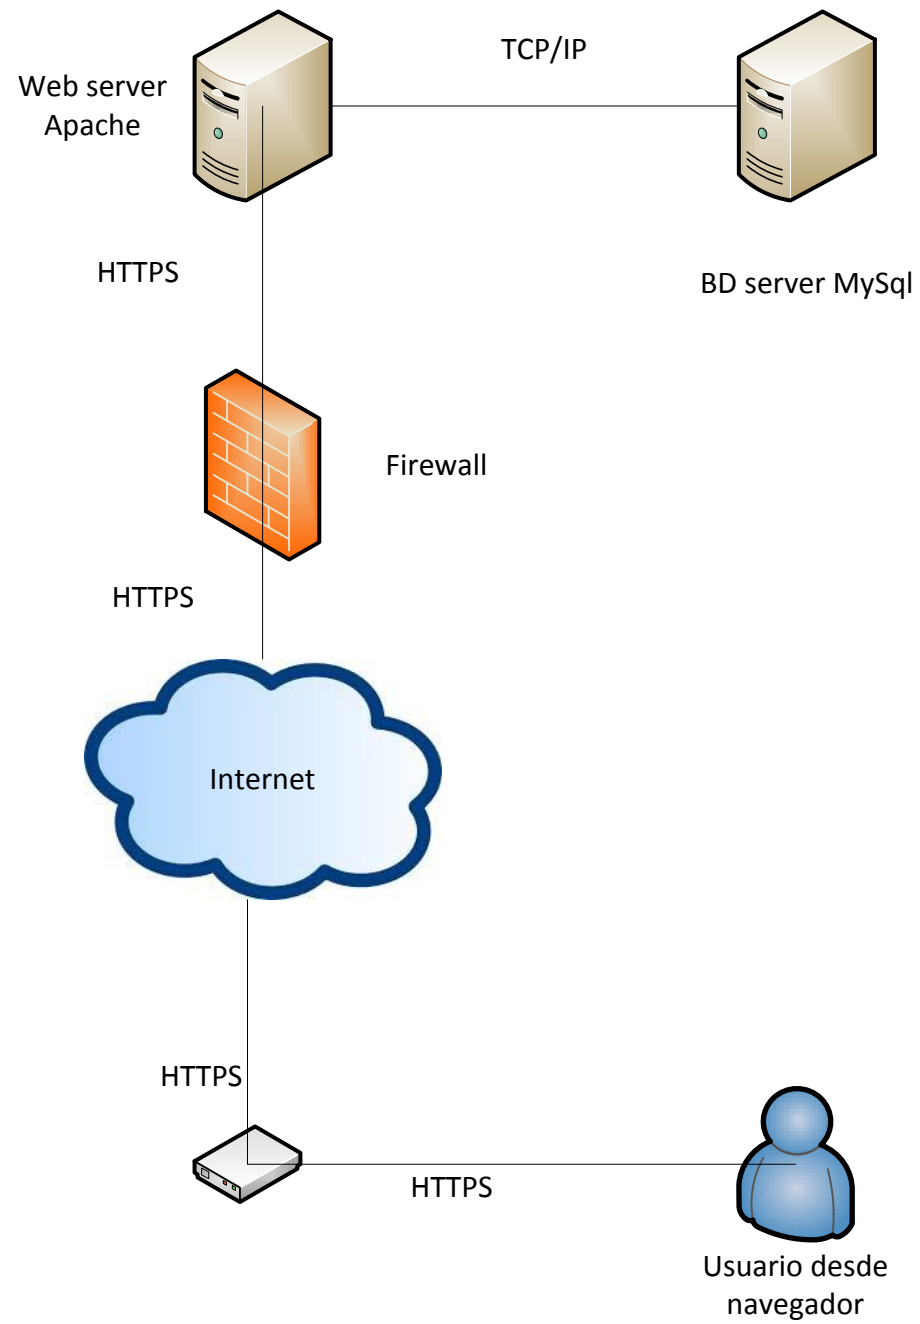 TCP/IP
Web server
Apache
HTTPS
BD server MySql
Firewall
HTTPS
Internet
HTTPS
HTTPS
Usuario desde
navegador